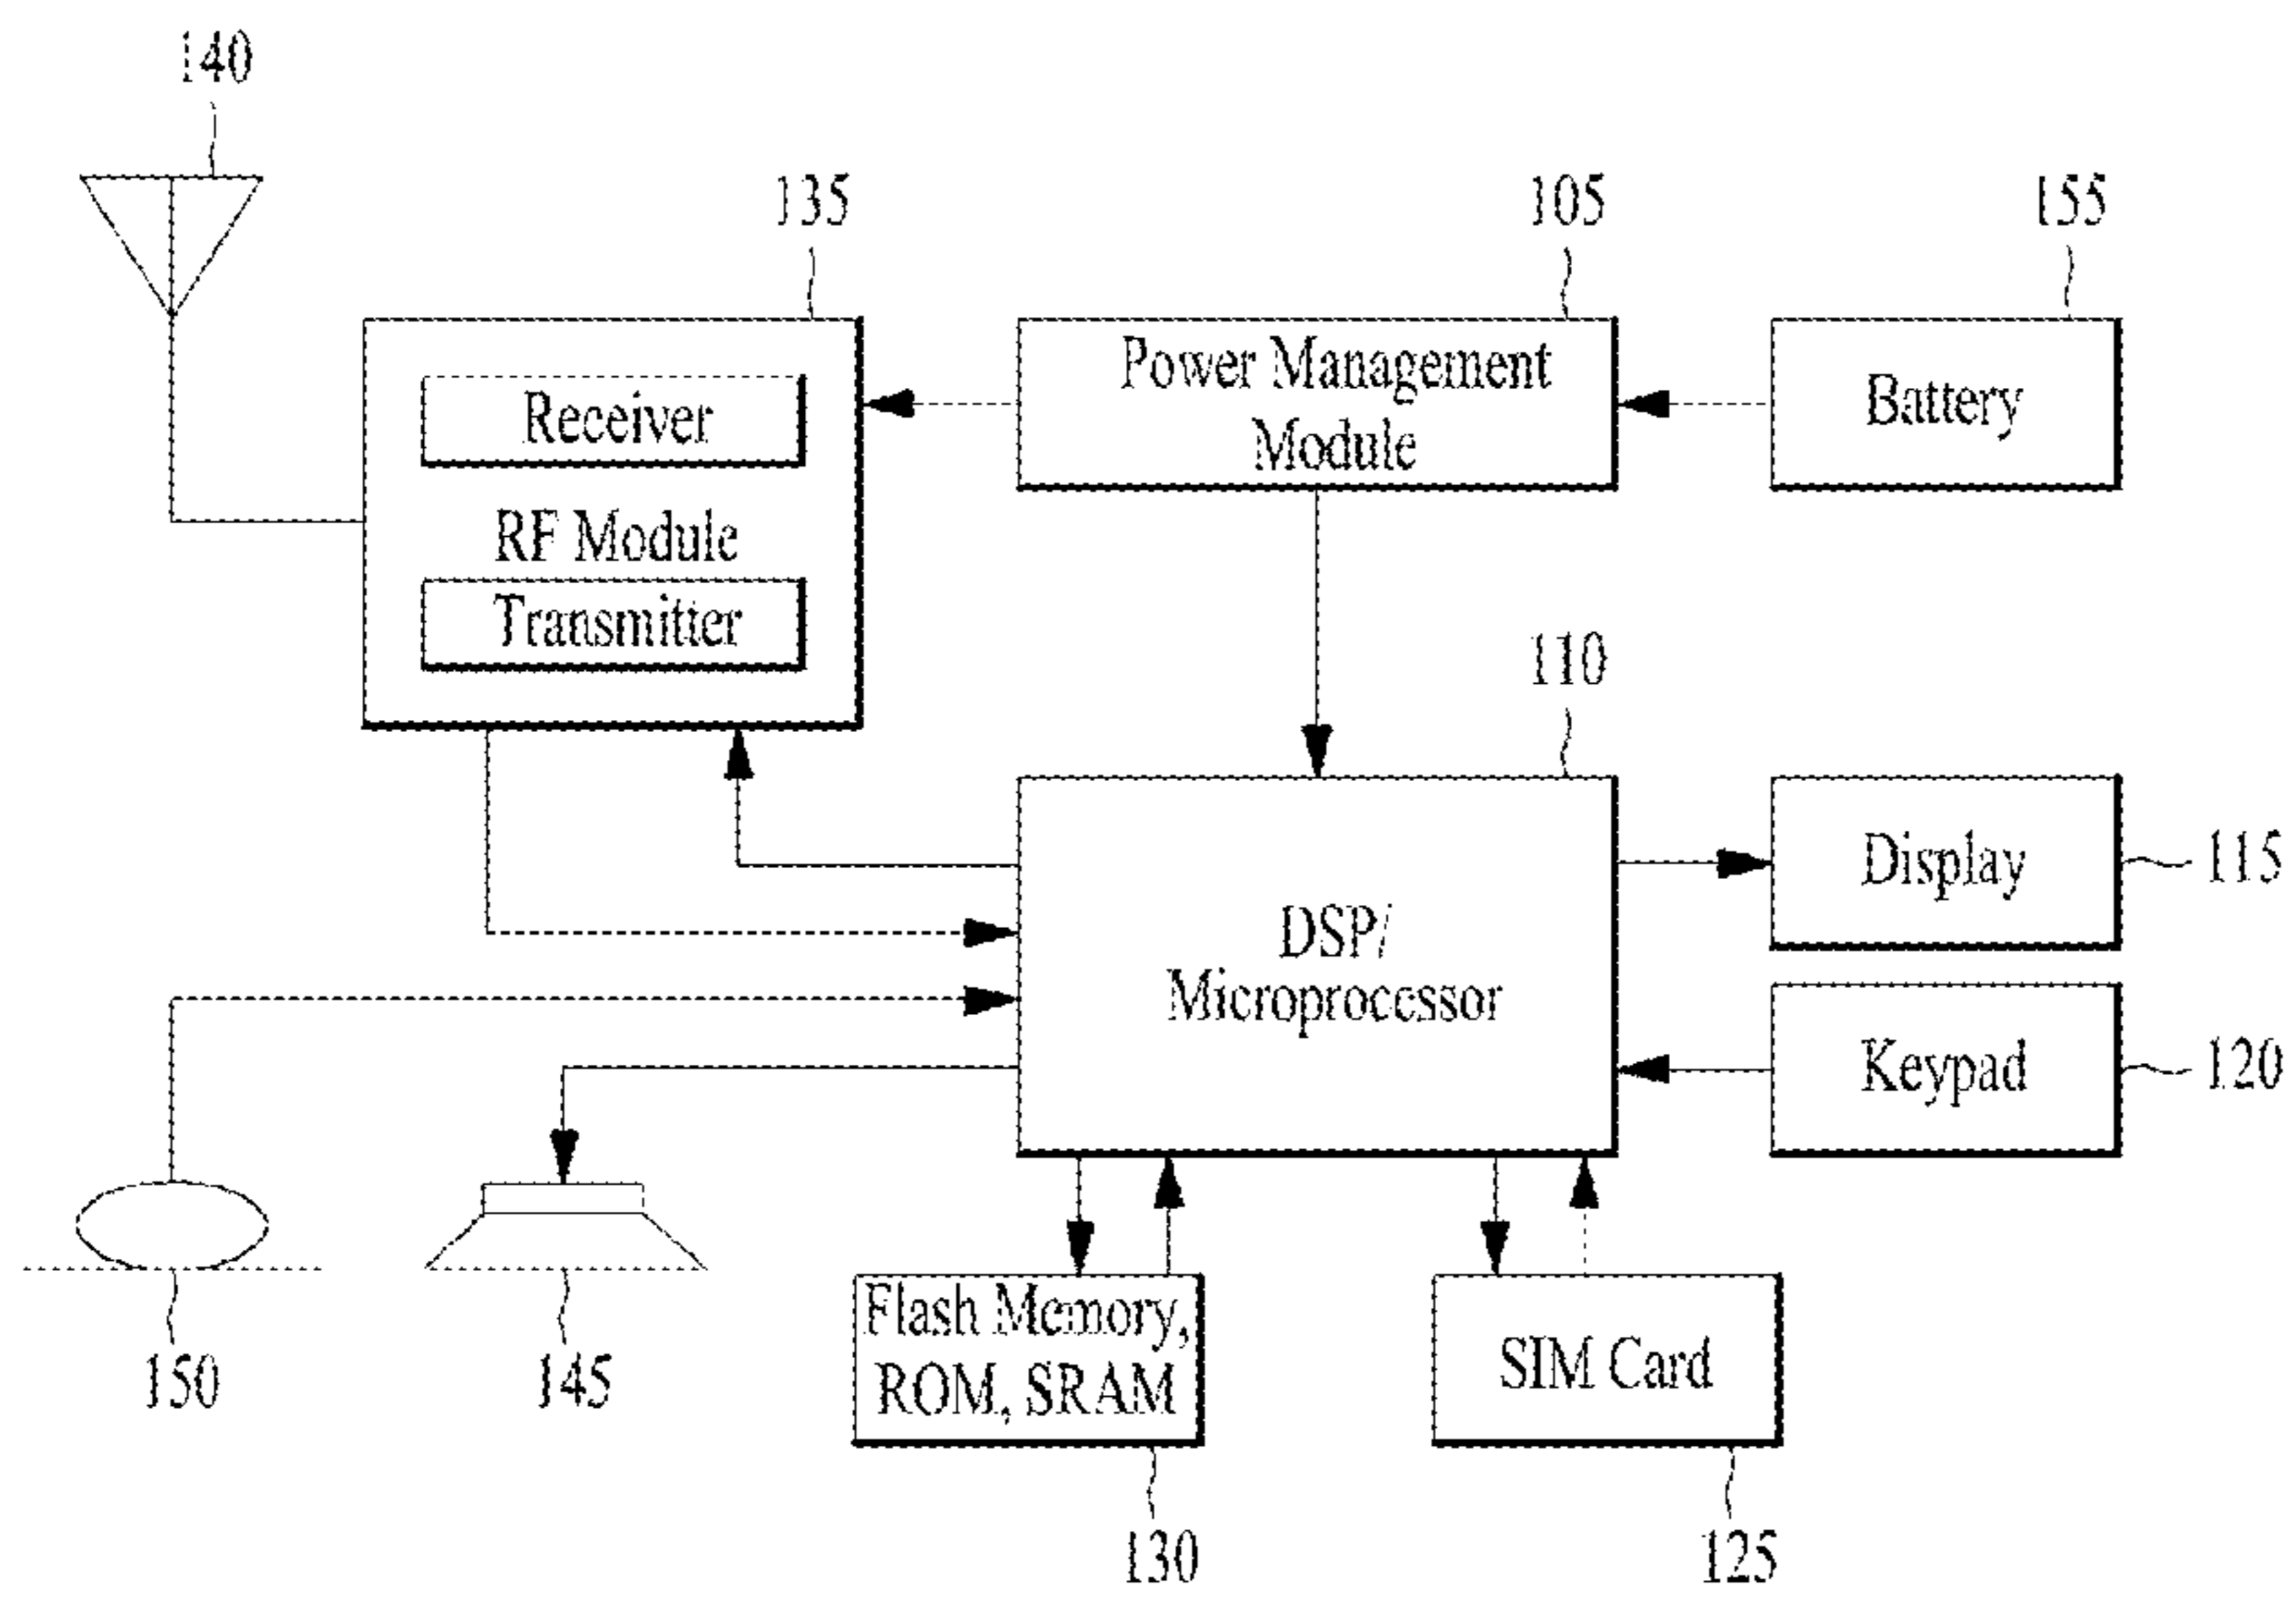 140
135
105
155
Receiver
RF Module
Transmitter
Power Management
Module
Battery
110
DSP/
Microprocessor
Display
115
Keypad
120
150
145
Flash Memory,
ROM, SRAM
SIM Card
130
125